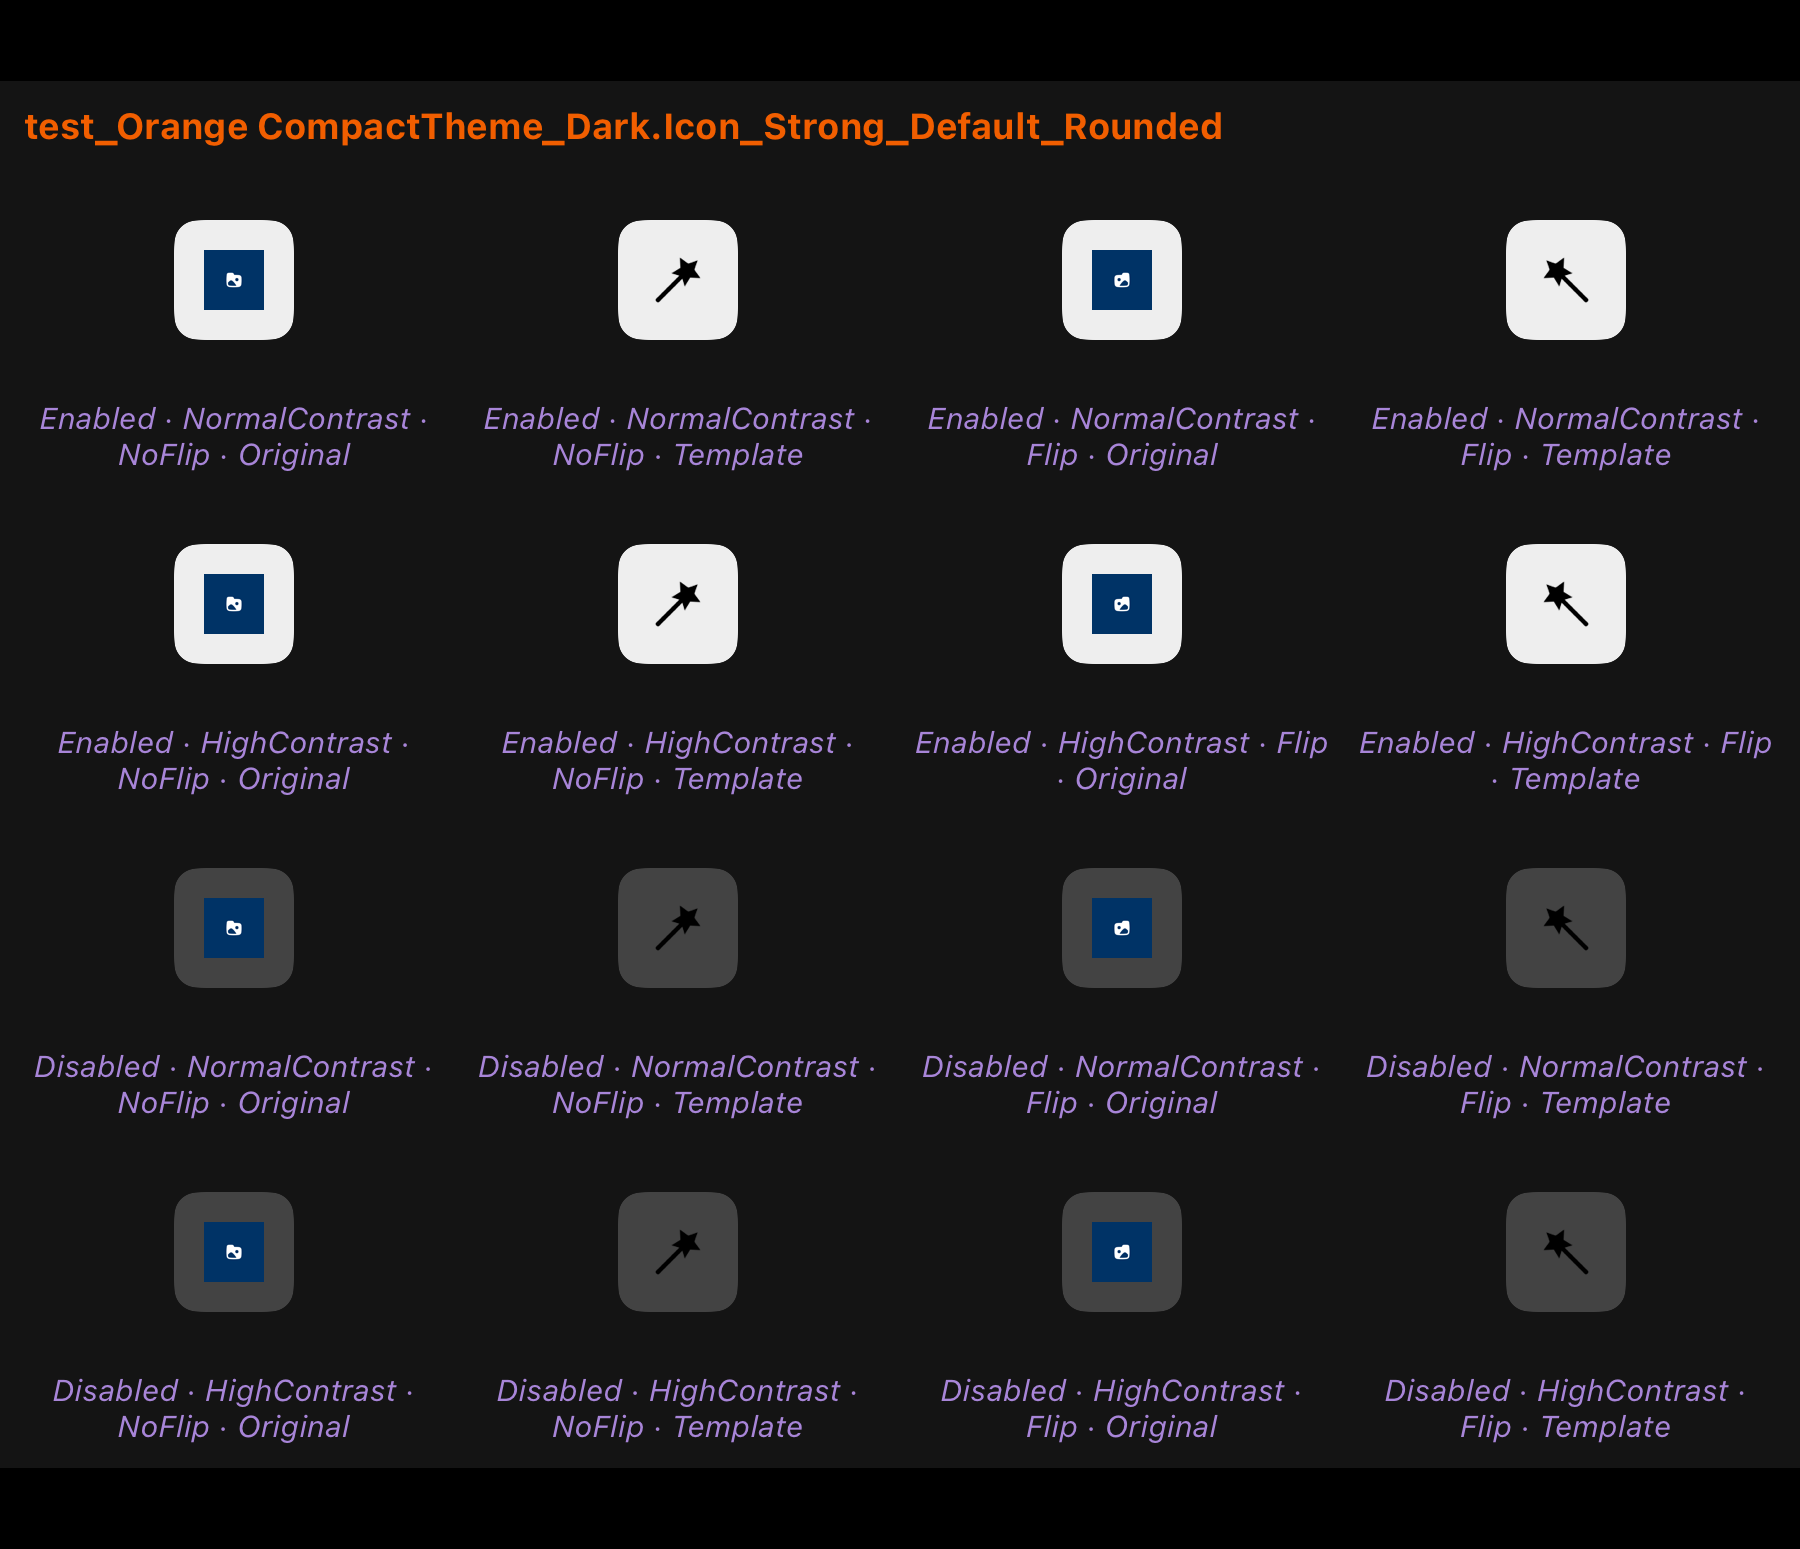 test_Orange CompactTheme_Dark.Icon_Strong_Default_Rounded
Enabled · NormalContrast ·
NoFlip · Original
Enabled · NormalContrast ·
NoFlip · Template
Enabled · NormalContrast ·
Flip · Original
Enabled · NormalContrast ·
Flip · Template
Enabled · HighContrast ·
NoFlip · Original
Enabled · HighContrast ·
NoFlip · Template
Enabled · HighContrast · Flip
· Original
Enabled · HighContrast · Flip
· Template
Disabled · NormalContrast ·
NoFlip · Original
Disabled · NormalContrast ·
NoFlip · Template
Disabled · NormalContrast ·
Flip · Original
Disabled · NormalContrast ·
Flip · Template
Disabled · HighContrast ·
NoFlip · Original
Disabled · HighContrast ·
NoFlip · Template
Disabled · HighContrast ·
Flip · Original
Disabled · HighContrast ·
Flip · Template